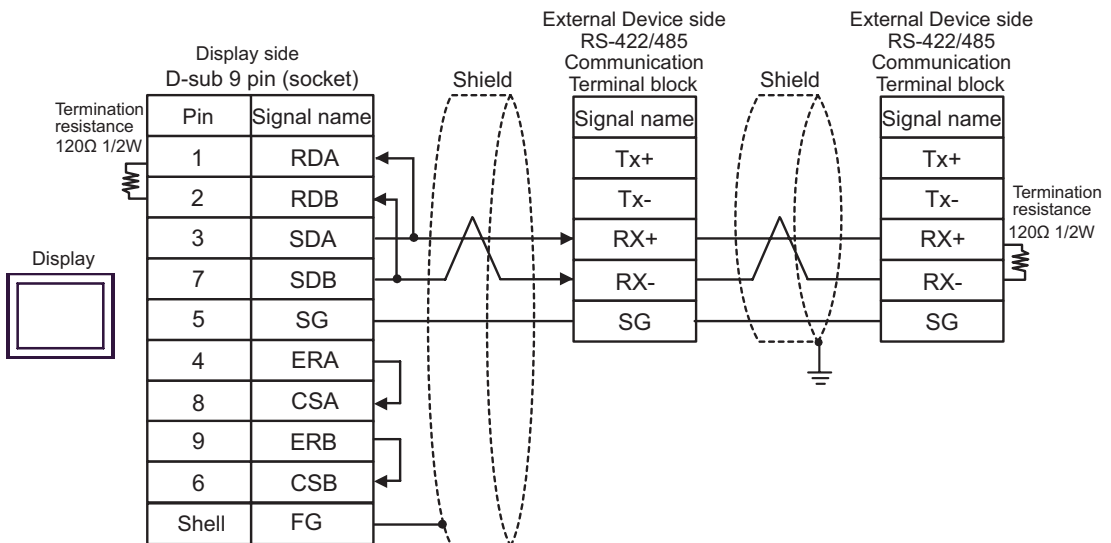 Display side
D-sub 9 pin (socket)
Termination
resistance
120Ω 1/2W
Pin Signal name
1 RDA
2 RDB
3 SDA
7 SDB
5 SG
4 ERA
8 CSA
9 ERB
6 CSB
Shell FG
Display
Shield
External Device side
RS-422/485
Communication
Terminal block
Signal name
Tx+
Tx-
RX+
RX-
SG
Shield
External Device side
RS-422/485
Communication
Terminal block
Signal name
Tx+
Tx-
RX+
RX-
SG
Termination
resistance
120Ω 1/2W